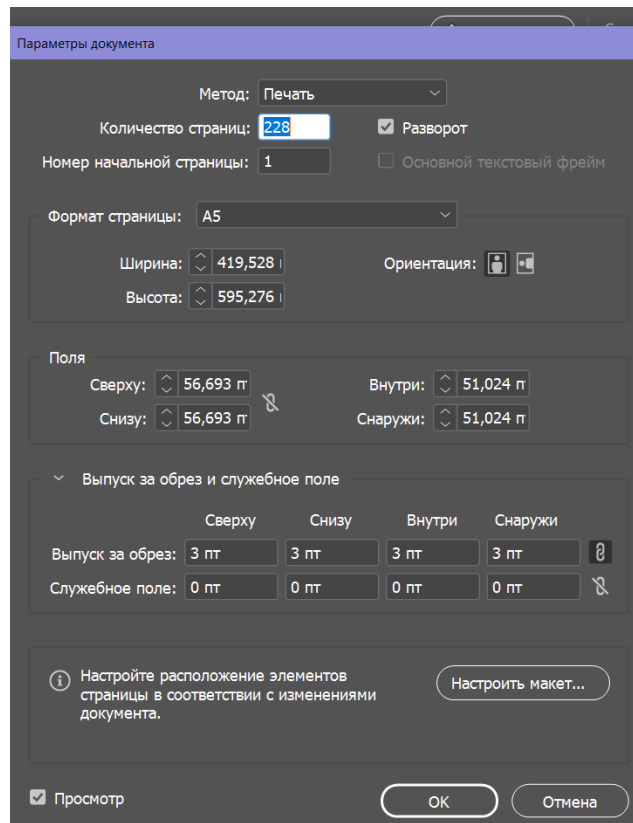 Параметры документа
Метод: Печать
Количество страниц: 228 Разворот
Номер начальной страницы: 1 Основной текстовый фрейм
Формат страницы: A5
Ширина: 419,528 Ориентация:
Высота: 595,276
Поля
Сверху: 56,693 пт Внутри: 51,024 пт
Снизу: 56,693 пт Снаружи: 51,024 пт
Выпуск за обрез и служебное поле
Сверху Снизу Внутри Снаружи
Выпуск за обрез: 3 пт 3 пт 3 пт 3 пт
Служебное поле: 0 пт 0 пт 0 пт 0 пт
Настройте расположение элементов
страницы в соответствии с изменениями
документа.
Настроить макет...
Просмотр OK Отмена